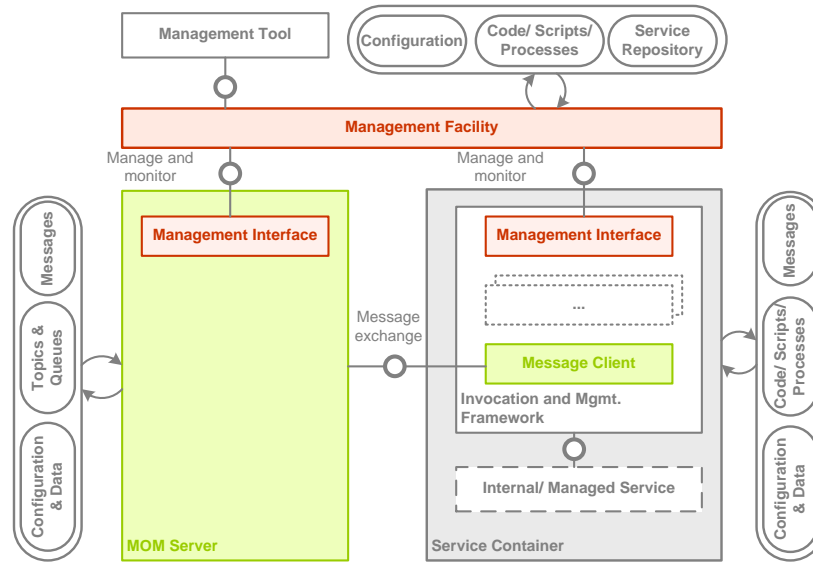 Management Tool
Configuration
Code/ Scripts/
Processes
Service
Repository
Management Facility
Manage and
monitor
Manage and
monitor
Messages
Topics &
Queues
Configuration
& Data
Management Interface
MOM Server
Message
exchange
Management Interface
...
Message Client
Invocation and Mgmt.
Framework
Internal/ Managed Service
Service Container
Messages
Code/ Scripts/
Processes
Configuration
& Data